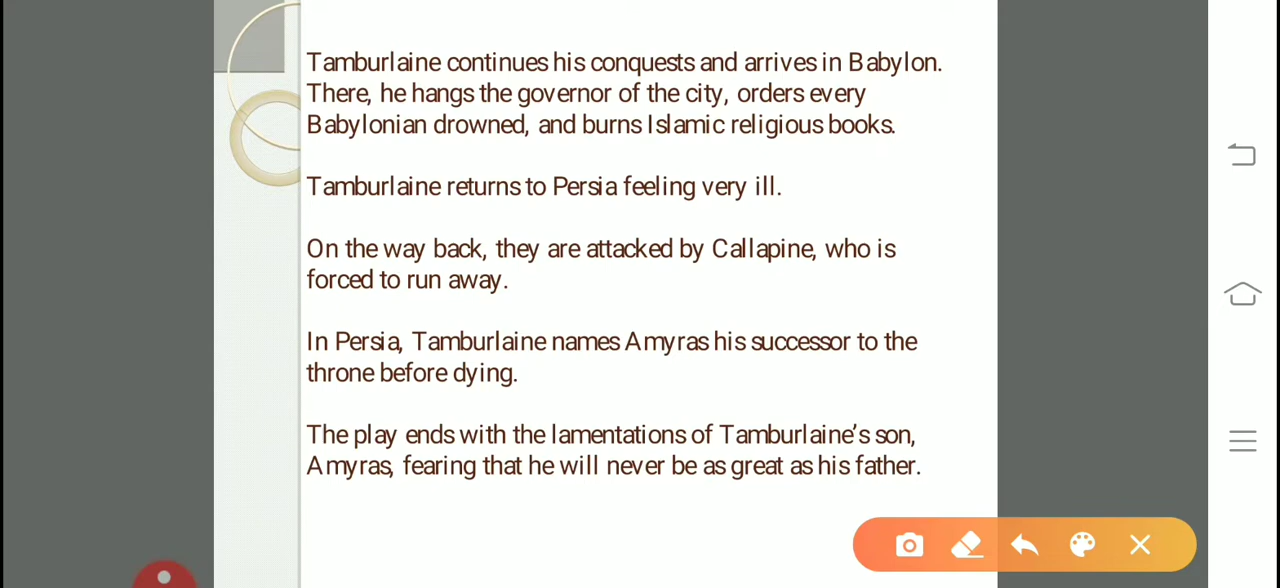 Tamburlaine continues his conquests and arrives in Babylon.
There, he hangs the governor of the city, orders every
Babylonian drowned, and burns Islamic religious books.
Tamburlaine returns to Persia feeling very ill.
On the way back, they are attacked by Callapine, who is
forced to run away.
In Persia, Tamburlaine names Amyras his successor to the
throne before dying.
The play ends with the lamentations of Tamburlaine’s son,
Amyras, fearing that he will never be as great as his father.